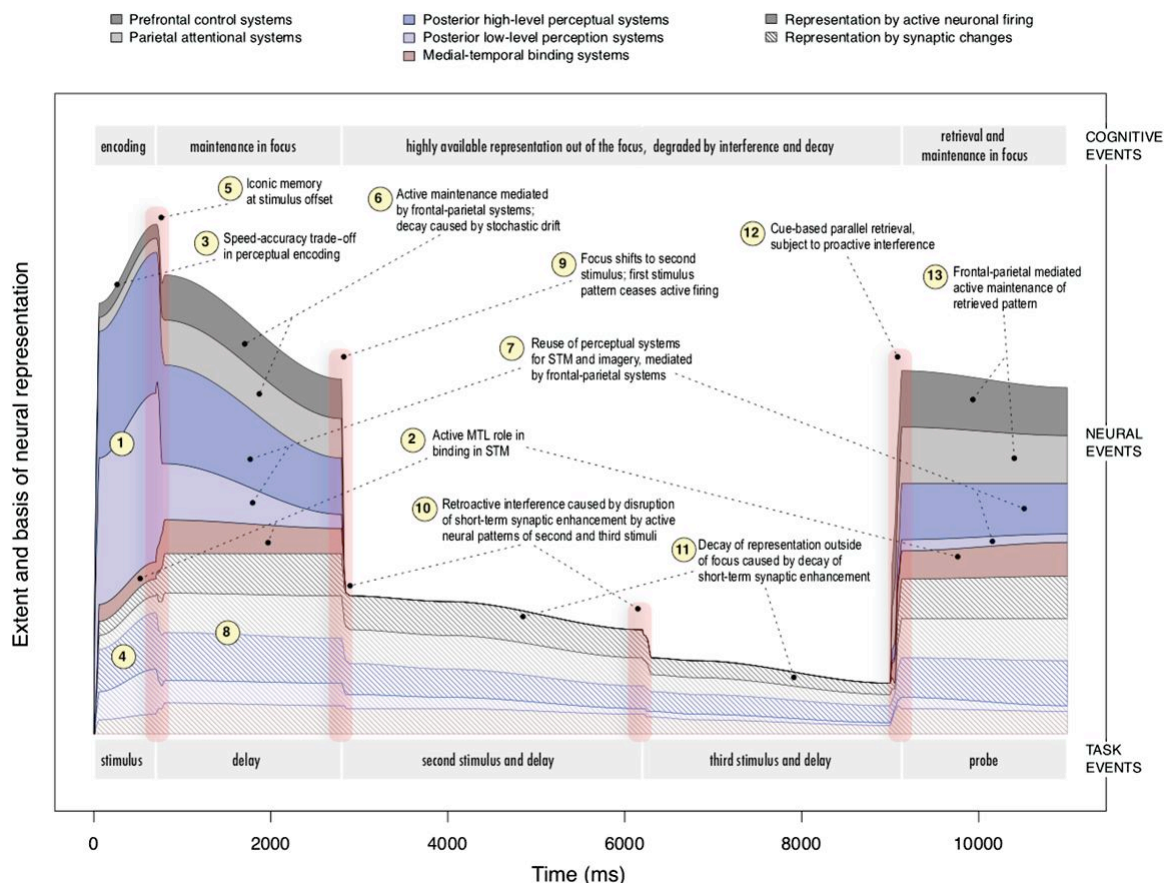 Prefrontal control systems
Parietal attentional systems
Posterior high-level perceptual systems
Posterior low-level perception systems
Medial-temporal binding systems
Representation by active neuronal firing
Representation by synaptic changes
encoding
maintenance in focus
highly available representation out of the focus, degraded by interference and decay
retrieval and
maintenance in focus
COGNITIVE
EVENTS
5 Iconic memory
at stimulus offset
3 Speed-accuracy trade-off
in perceptual encoding
6 Active maintenance mediated
by frontal-parietal systems;
decay caused by stochastic drift
9 Focus shifts to second
stimulus; first stimulus
pattern ceases active firing
12 Cue-based parallel retrieval,
subject to proactive interference
13 Frontal-parietal mediated
active maintenance of
retrieved pattern
7 Reuse of perceptual systems
for STM and imagery, mediated
by frontal-parietal systems
2 Active MTL role in
binding in STM
10 Retroactive interference caused by disruption
of short-term synaptic enhancement by active
neural patterns of second and third stimuli
11 Decay of representation outside
of focus caused by decay of
short-term synaptic enhancement
1
4
8
NEURAL
EVENTS
Extent and basis of neural representation
stimulus
delay
second stimulus and delay
third stimulus and delay
probe
TASK
EVENTS
0
2000
4000
6000
8000
10000
Time (ms)